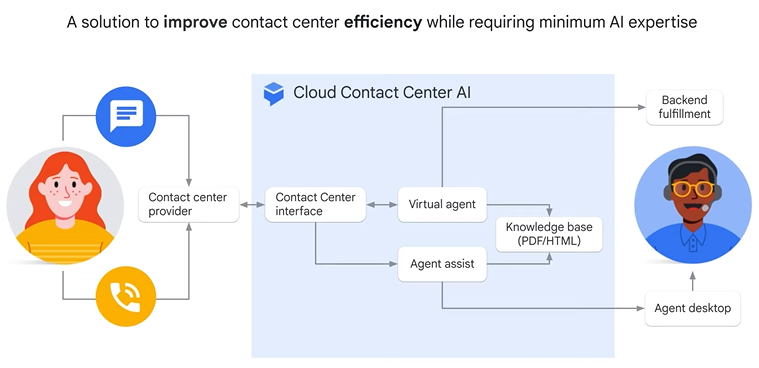 A solution to improve contact center efficiency while requiring minimum AI expertise
Cloud Contact Center AI
Backend
fulfillment
Contact center
provider
Contact Center
interface
Virtual agent
Knowledge base
(PDF/HTML)
Agent assist
Agent desktop